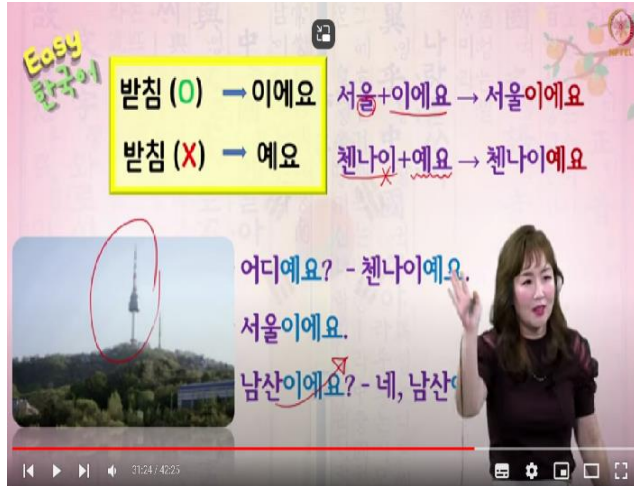 Easy
한국어
받침 (O) → 이에요
받침 (X) → 예요
서울+이에요 → 서울이에요
첸나이+예요 → 첸나이예요
어디예요? - 첸나이예요.
서울이에요.
남산이에요? - 네, 남산
31:24 / 42:25
NPTEL